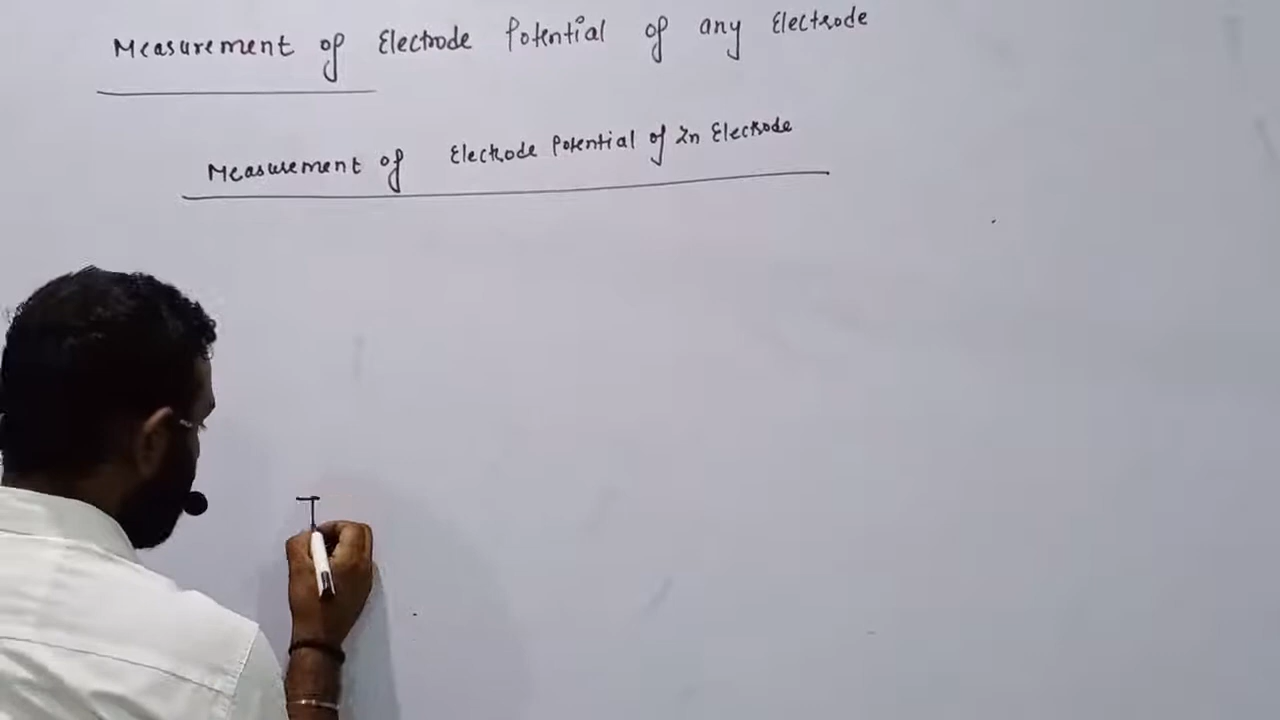 Measurement of Electrode Potential of any Electrode
Measurement of Electrode Potential of Zn Electrode